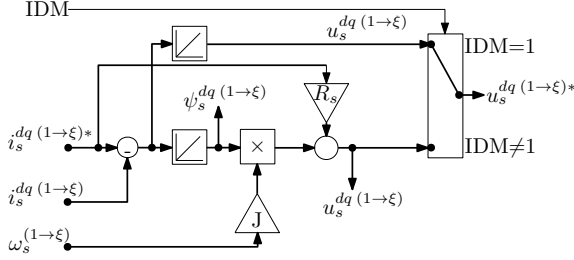 IDM
u_s^{dq (1→ξ)}
IDM=1
R_s
ψ_s^{dq (1→ξ)}
u_s^{dq (1→ξ)*}
i_s^{dq (1→ξ)*}
-
×
IDM≠1
i_s^{dq (1→ξ)}
J
u_s^{dq (1→ξ)}
ω_s^{(1→ξ)}